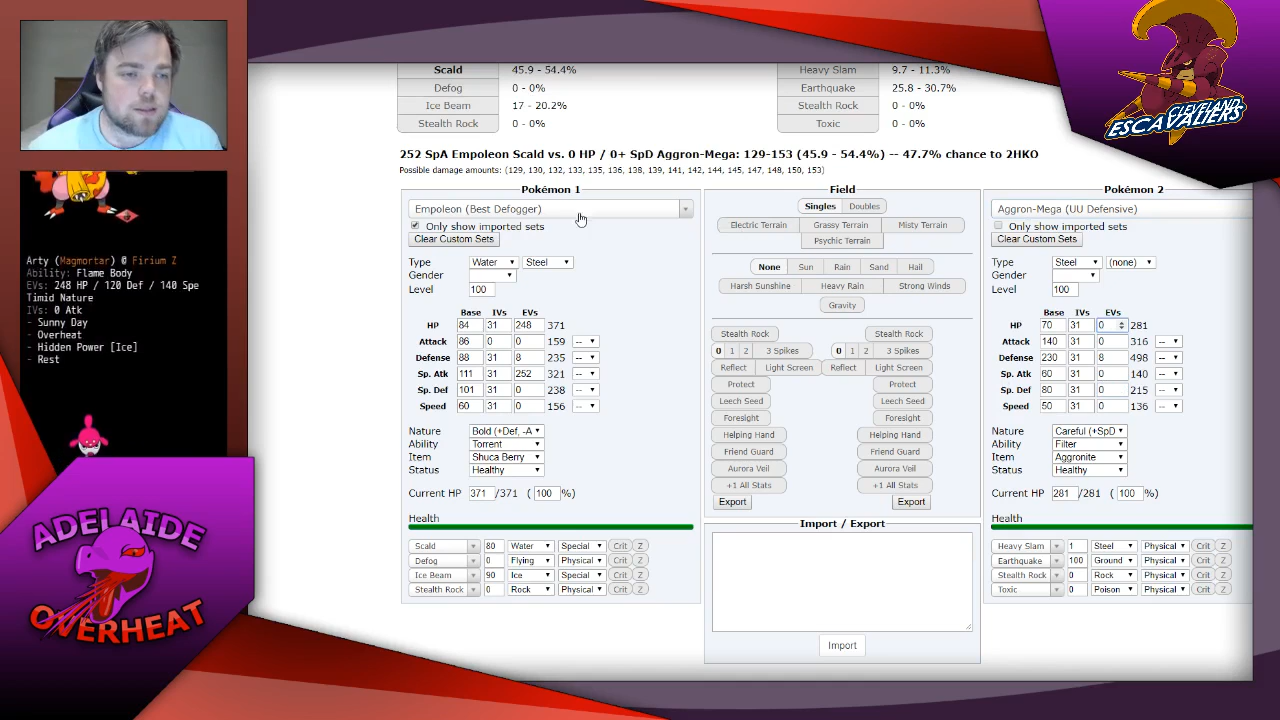 Scald 45.9 - 54.4% Heavy Slam 9.7 - 11.3%
Defog 0 - 0% Earthquake 25.8 - 30.7%
Ice Beam 17 - 20.2% Stealth Rock 0 - 0%
Stealth Rock 0 - 0% Toxic 0 - 0%
CLEVELAND
ESCAVALIERS
252 SpA Empoleon Scald vs. 0 HP / 0+ SpD Aggron-Mega: 129-153 (45.9 - 54.4%) -- 47.7% chance to 2HKO
Possible damage amounts: (129, 130, 132, 133, 135, 136, 138, 139, 141, 142, 144, 145, 147, 148, 150, 153)
Pokémon 1
Empoleon (Best Defogger)
Only show imported sets
Clear Custom Sets
Type Water Steel
Gender
Level 100
Base IVs EVs
HP 84 31 248 371
Attack 86 31 0 159 --
Defense 88 31 8 235 --
Sp. Atk 111 31 252 321 --
Sp. Def 101 31 0 238 --
Speed 60 31 0 156 --
Nature Bold (+Def, -A
Ability Torrent
Item Shuca Berry
Status Healthy
Current HP 371 /371 ( 100 %)
Health
Scald 80 Water Special Crit Z
Defog 0 Flying Physical Crit Z
Ice Beam 90 Ice Special Crit Z
Stealth Rock 0 Rock Physical Crit Z
Field
Singles Doubles
Electric Terrain Grassy Terrain Misty Terrain
Psychic Terrain
None Sun Rain Sand Hail
Harsh Sunshine Heavy Rain Strong Winds
Gravity
Stealth Rock Stealth Rock
0 1 2 3 Spikes 0 1 2 3 Spikes
Reflect Light Screen Reflect Light Screen
Protect Protect
Leech Seed Leech Seed
Foresight Foresight
Helping Hand Helping Hand
Friend Guard Friend Guard
Aurora Veil Aurora Veil
+1 All Stats +1 All Stats
Export Export
Import / Export
Import
Pokémon 2
Aggron-Mega (UU Defensive)
Only show imported sets
Clear Custom Sets
Type Steel (none)
Gender
Level 100
Base IVs EVs
HP 70 31 0 281
Attack 140 31 0 316 --
Defense 230 31 8 498 --
Sp. Atk 60 31 0 140 --
Sp. Def 80 31 0 215 --
Speed 50 31 0 136 --
Nature Careful (+SpD
Ability Filter
Item Aggronite
Status Healthy
Current HP 281 /281 ( 100 %)
Health
Heavy Slam 1 Steel Physical Crit Z
Earthquake 100 Ground Physical Crit Z
Stealth Rock 0 Rock Physical Crit Z
Toxic 0 Poison Physical Crit Z
Arty (Magmortar) @ Firium Z
Ability: Flame Body
EVs: 248 HP / 120 Def / 140 Spe
Timid Nature
IVs: 0 Atk
- Sunny Day
- Overheat
- Hidden Power [Ice]
- Rest
ADELAIDE
OVERHEAT